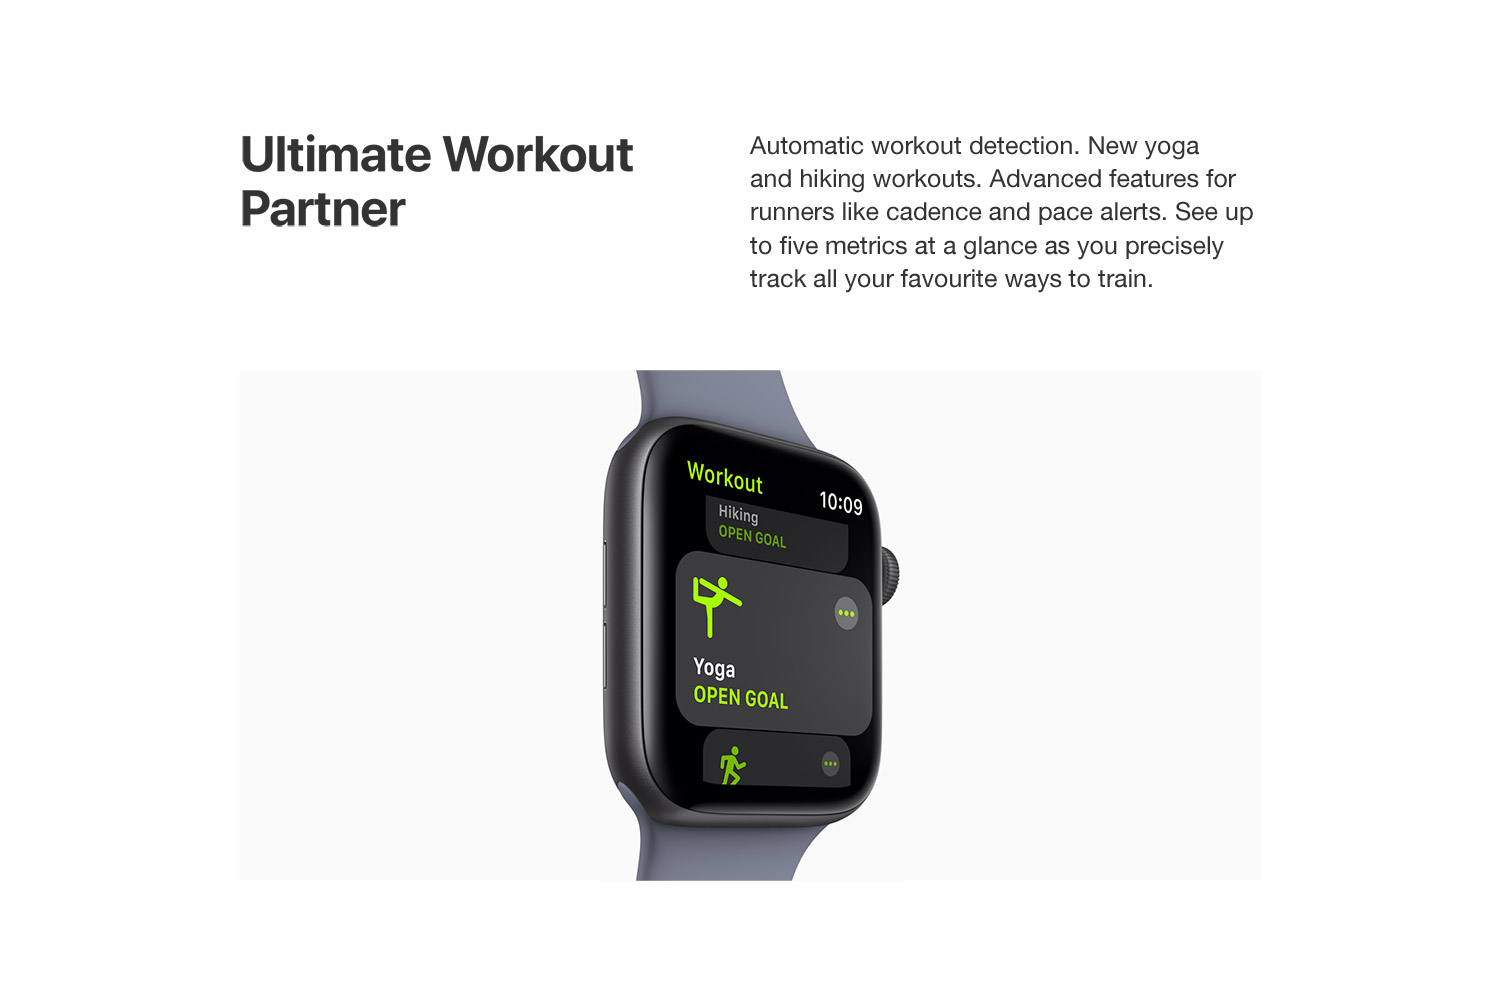 Ultimate Workout
Partner
Automatic workout detection. New yoga
and hiking workouts. Advanced features for
runners like cadence and pace alerts. See up
to five metrics at a glance as you precisely
track all your favourite ways to train.
Workout
10:09
Hiking
OPEN GOAL
Yoga
OPEN GOAL